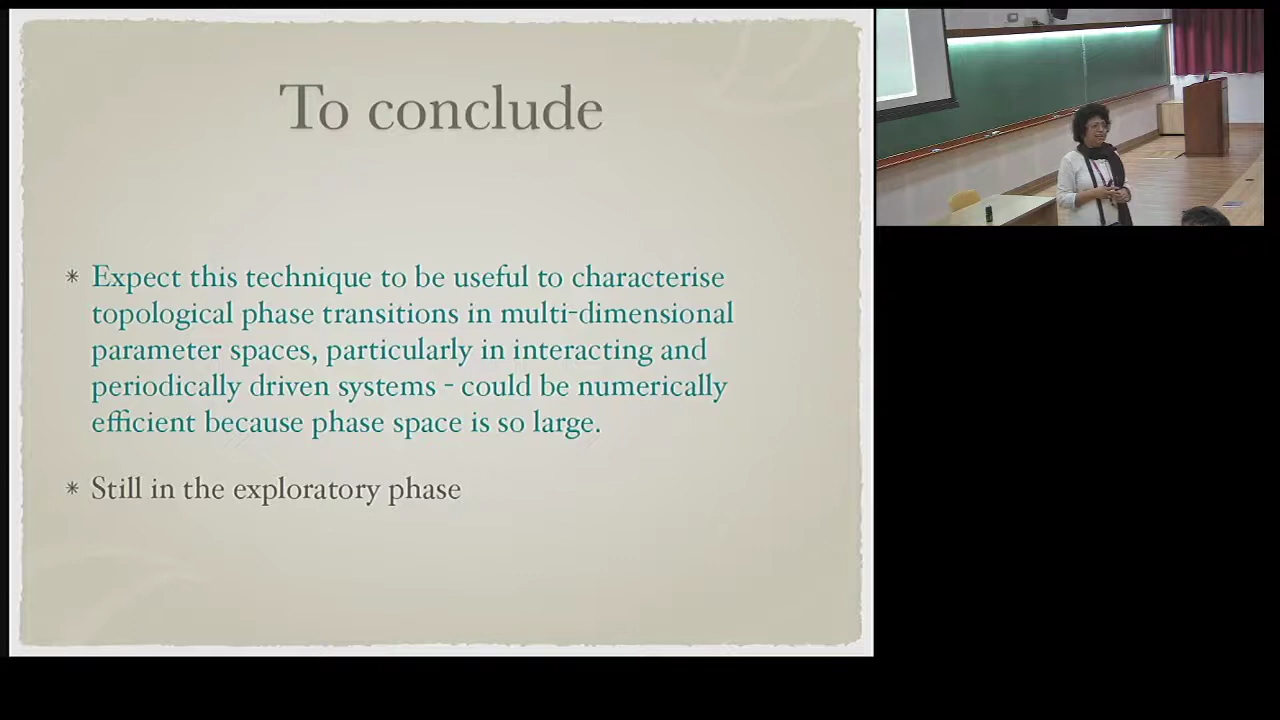 To conclude
* Expect this technique to be useful to characterise
topological phase transitions in multi-dimensional
parameter spaces, particularly in interacting and
periodically driven systems - could be numerically
efficient because phase space is so large.
* Still in the exploratory phase